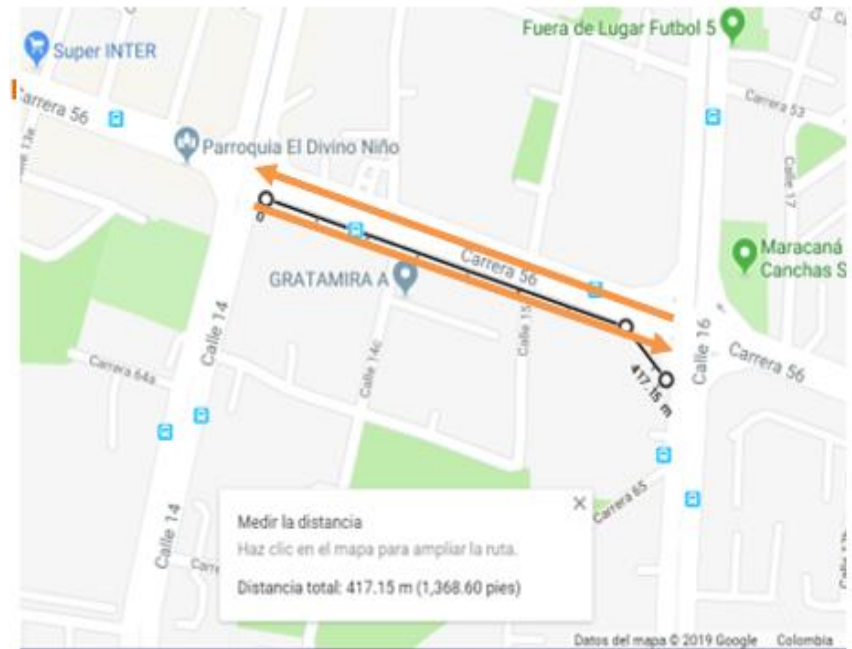 Fuera de Lugar Futbol 5
Super INTER
Carrera 56
Carrera 53
Parroquia El Divino Niño
Calle 17
0
Maracaná
Canchas S
GRATAMIRA A
Carrera 56
Calle 14
Calle 15
Calle 16
Carrera 56
Calle 14c
Carrera 64a
417.15 m
Carrera 65
Medir la distancia
Haz clic en el mapa para ampliar la ruta.
Distancia total: 417.15 m (1,368.60 pies)
Calle 14
Datos del mapa © 2019 Google Colombia